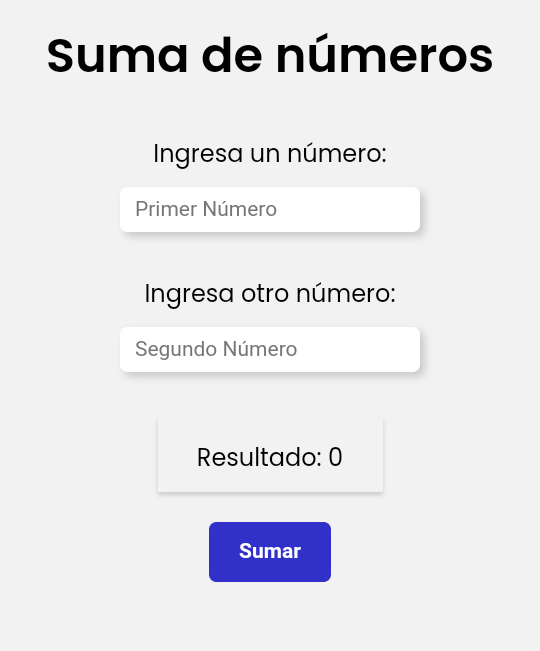 Suma de números
Ingresa un número:
Primer Número
Ingresa otro número:
Segundo Número
Resultado: 0
Sumar